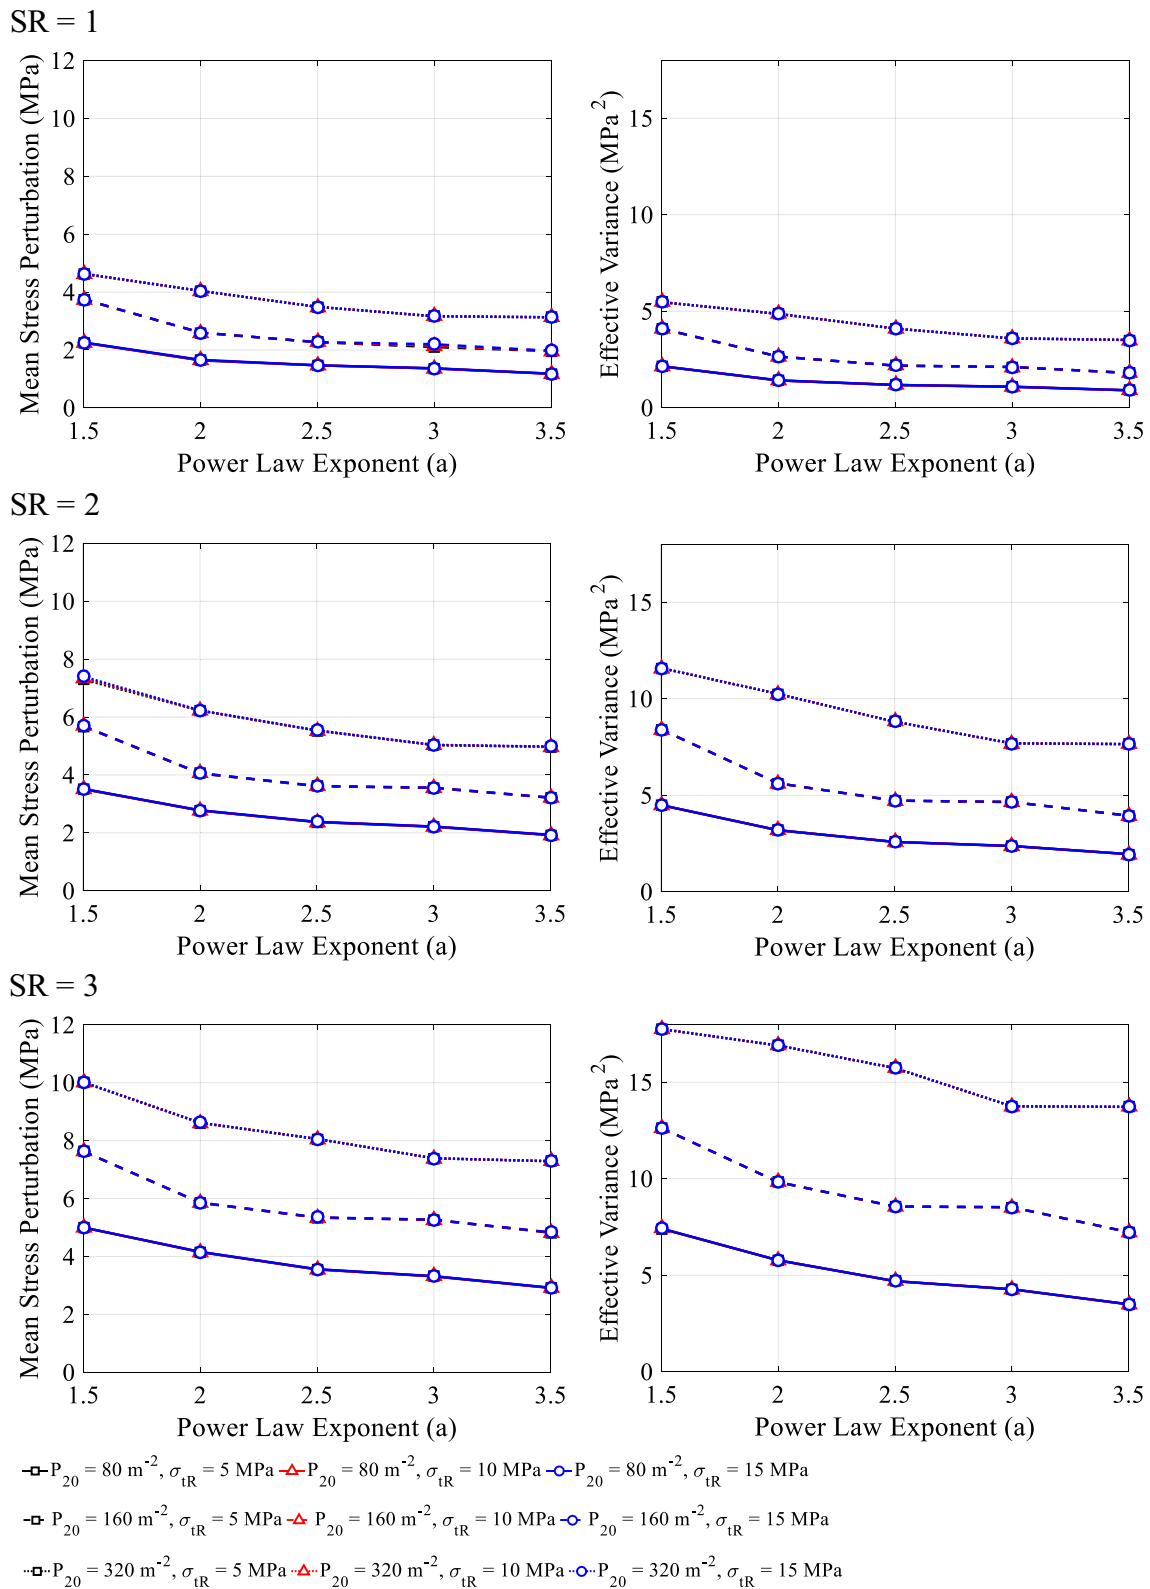 SR = 1
Mean Stress Perturbation (MPa)
12
10
8
6
4
2
0
1.5 2 2.5 3 3.5
Power Law Exponent (a)
Effective Variance (MPa²)
15
10
5
0
1.5 2 2.5 3 3.5
Power Law Exponent (a)
SR = 2
Mean Stress Perturbation (MPa)
12
10
8
6
4
2
0
1.5 2 2.5 3 3.5
Power Law Exponent (a)
Effective Variance (MPa²)
15
10
5
0
1.5 2 2.5 3 3.5
Power Law Exponent (a)
SR = 3
Mean Stress Perturbation (MPa)
12
10
8
6
4
2
0
1.5 2 2.5 3 3.5
Power Law Exponent (a)
Effective Variance (MPa²)
15
10
5
0
1.5 2 2.5 3 3.5
Power Law Exponent (a)
P₂₀ = 80 m⁻², σtR = 5 MPa P₂₀ = 80 m⁻², σtR = 10 MPa P₂₀ = 80 m⁻², σtR = 15 MPa
P₂₀ = 160 m⁻², σtR = 5 MPa P₂₀ = 160 m⁻², σtR = 10 MPa P₂₀ = 160 m⁻², σtR = 15 MPa
P₂₀ = 320 m⁻², σtR = 5 MPa P₂₀ = 320 m⁻², σtR = 10 MPa P₂₀ = 320 m⁻², σtR = 15 MPa